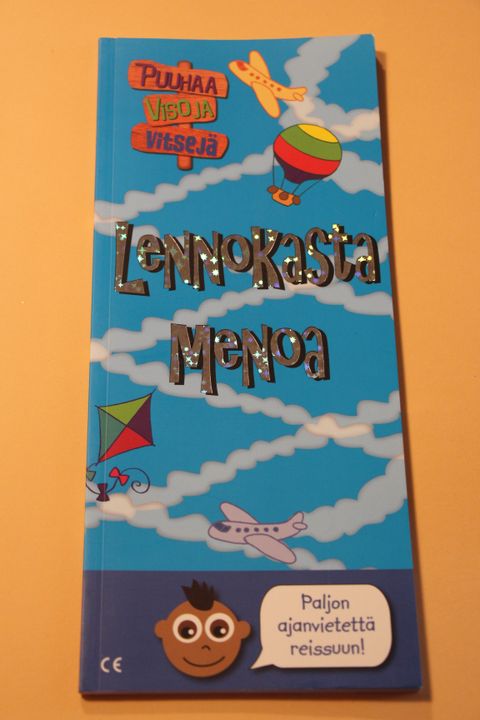 PUUHAA
VISOJA
VitsejÄ
LeNNOKasta
MeNOa
Paljon
ajanvietettä
reissuun!
CE